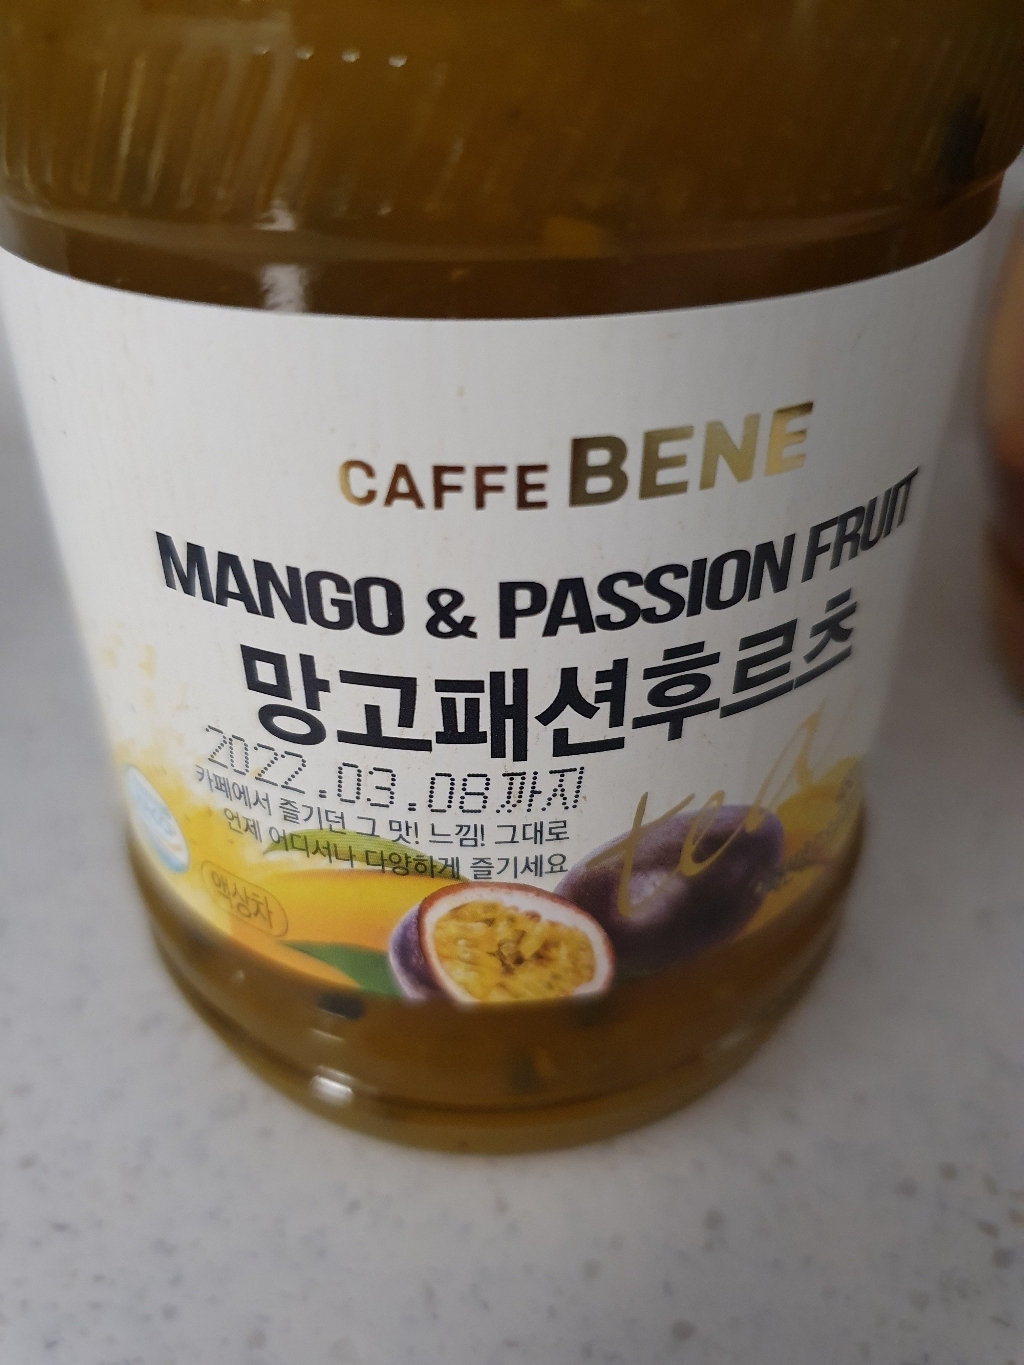 CAFFE BENE
MANGO & PASSION FRUIT
망고패션후르츠
2022.03.08까지
카페에서 즐기던 그 맛! 느낌! 그대로
언제 어디서나 다양하게 즐기세요
tea
액상차